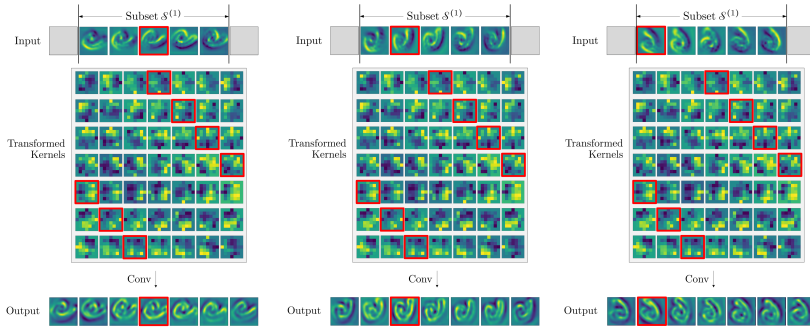 Subset 𝒮⁽¹⁾
Input
Transformed
Kernels
Conv
Output
Subset 𝒮⁽¹⁾
Input
Transformed
Kernels
Conv
Output
Subset 𝒮⁽¹⁾
Input
Transformed
Kernels
Conv
Output